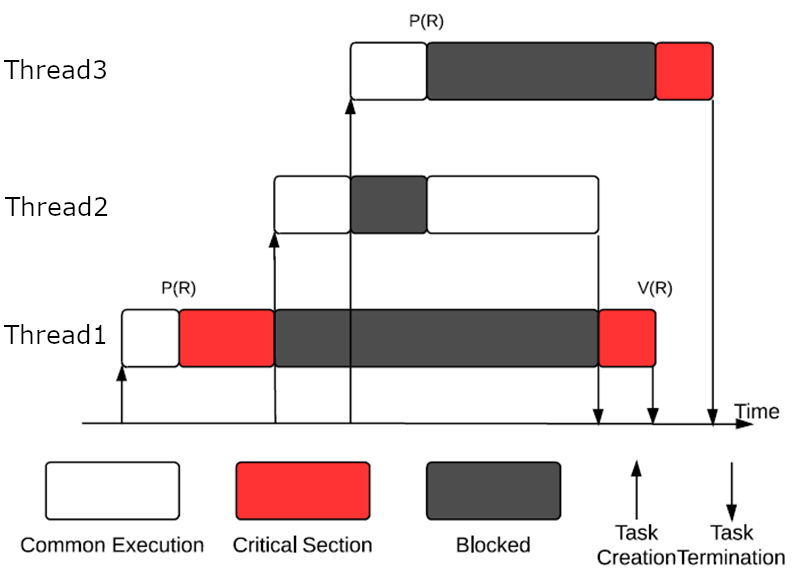 P(R)
Thread3
Thread2
P(R)
V(R)
Thread1
Time
Common Execution
Critical Section
Blocked
Task
Creation
Task
Termination